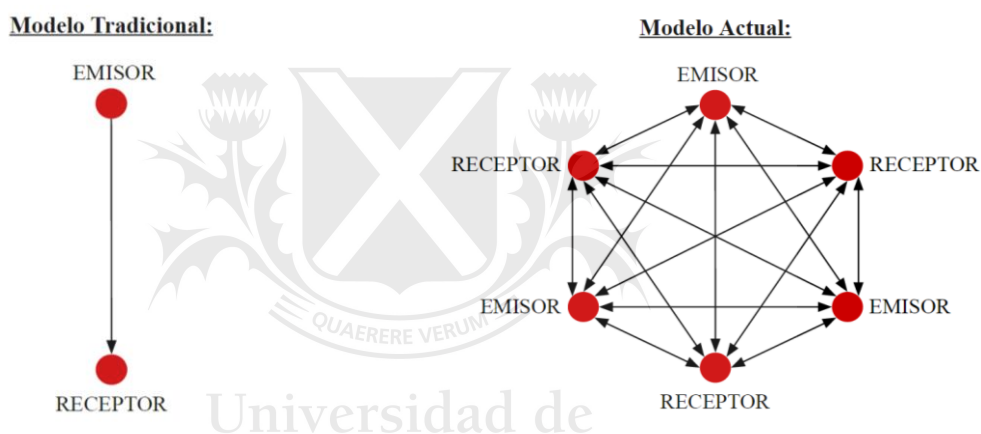 Modelo Tradicional:
EMISOR
RECEPTOR
Modelo Actual:
EMISOR
RECEPTOR
RECEPTOR
EMISOR
EMISOR
RECEPTOR
QUAERERE VERUM
Universidad de